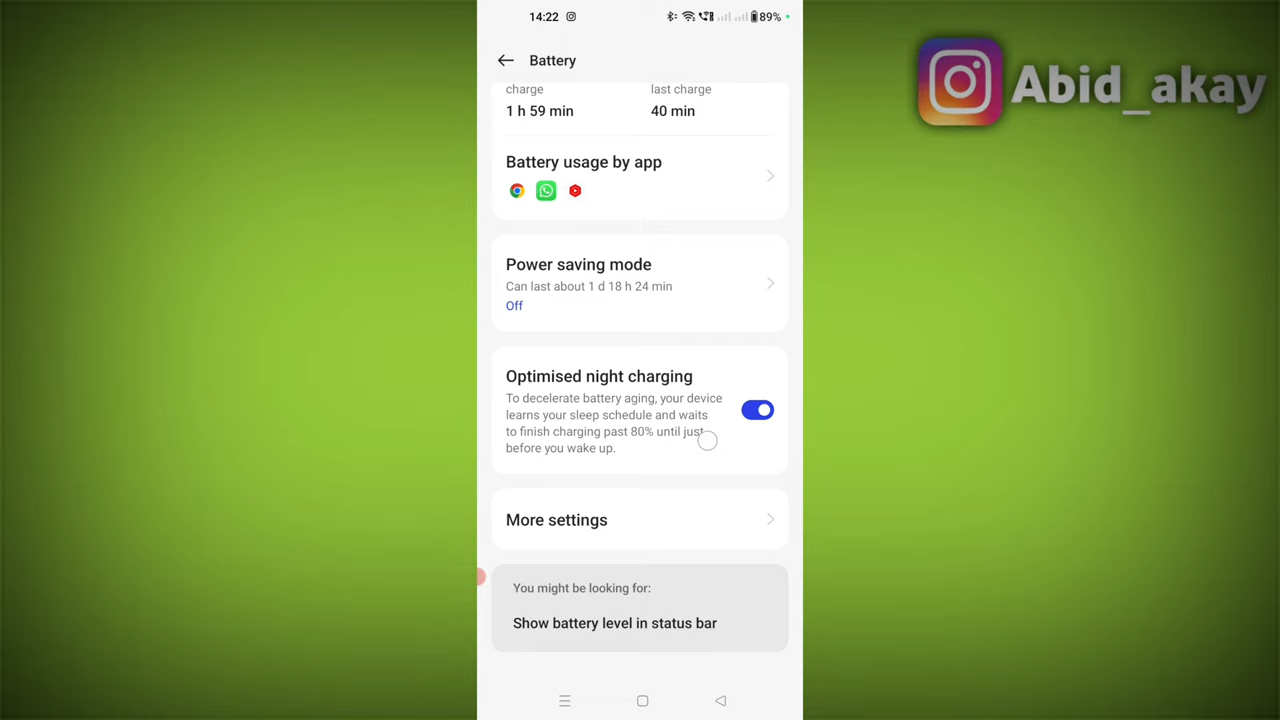 14:22
89%
Abid_akay
Battery
charge
last charge
1 h 59 min
40 min
Battery usage by app
Power saving mode
Can last about 1 d 18 h 24 min
Off
Optimised night charging
To decelerate battery aging, your device
learns your sleep schedule and waits
to finish charging past 80% until just
before you wake up.
More settings
You might be looking for:
Show battery level in status bar